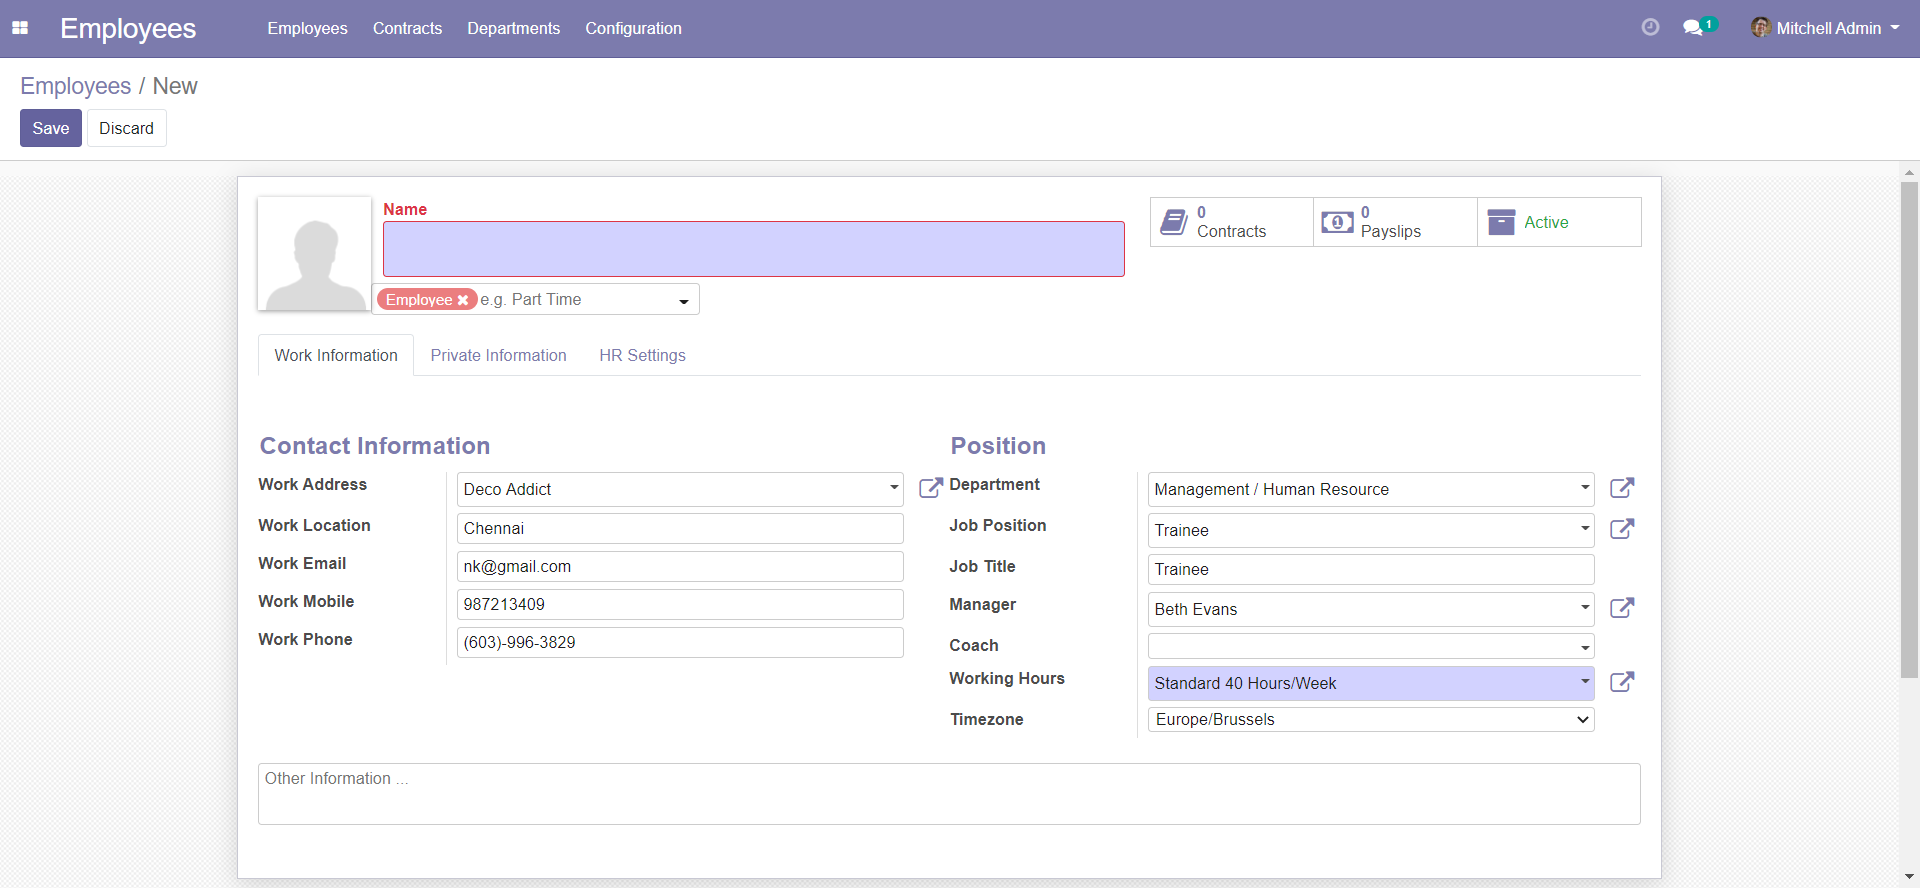 Employees Employees Contracts Departments Configuration 1 Mitchell Admin
Employees / New
Save Discard
Name
0 Contracts
0 Payslips
Active
Employee e.g. Part Time
Work Information Private Information HR Settings
Contact Information
Work Address Deco Addict
Work Location Chennai
Work Email nk@gmail.com
Work Mobile 987213409
Work Phone (603)-996-3829
Position
Department Management / Human Resource
Job Position Trainee
Job Title Trainee
Manager Beth Evans
Coach
Working Hours Standard 40 Hours/Week
Timezone Europe/Brussels
Other Information ...